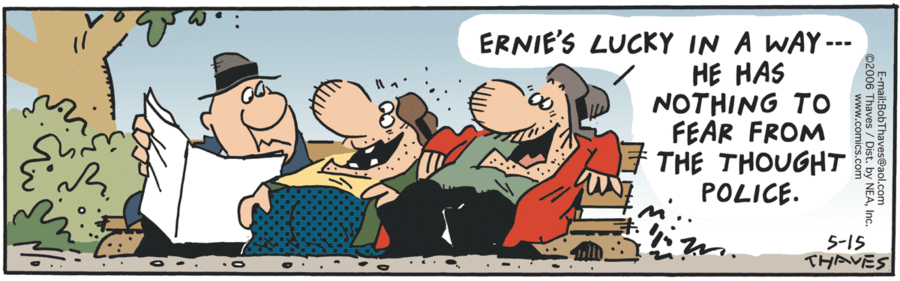 ERNIE'S LUCKY IN A WAY---
HE HAS
NOTHING TO
FEAR FROM
THE THOUGHT
POLICE.
E-mail:BobThaves@aol.com
©2006 Thaves / Dist. by NEA, Inc.
www.comics.com
5-15
THAVES